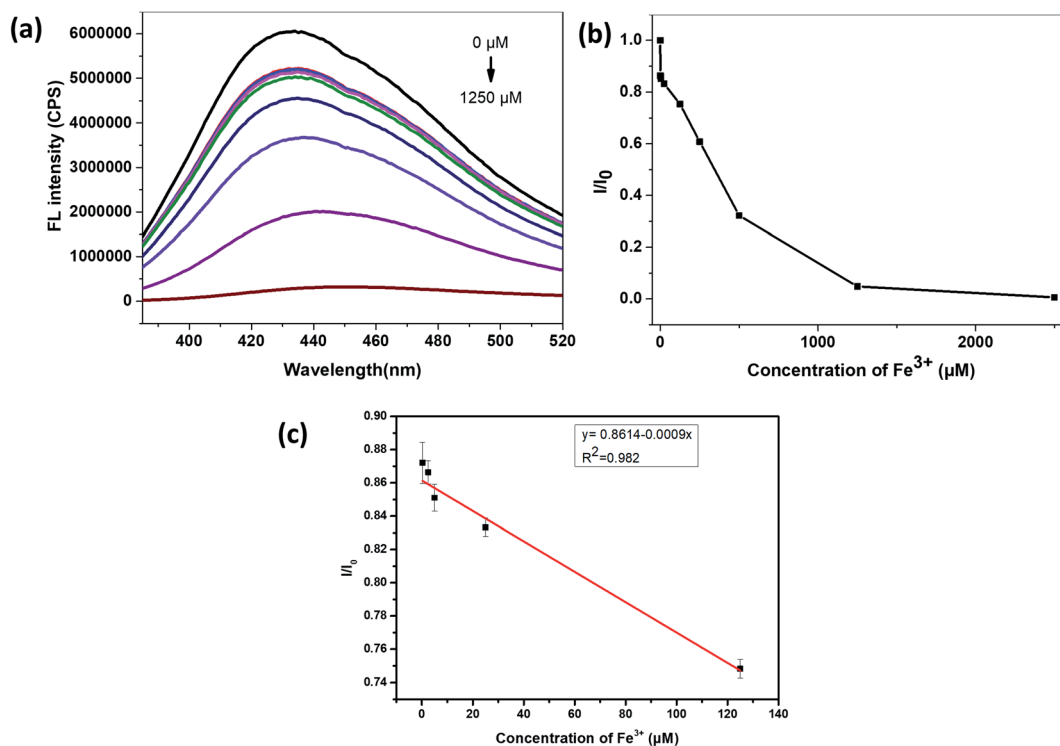 (a)
6000000
5000000
4000000
3000000
2000000
1000000
0
FL intensity (CPS)
0 µM
1250 µM
400 420 440 460 480 500 520
Wavelength(nm)
(b)
1.0
0.8
0.6
0.4
0.2
0.0
I/I0
0 1000 2000
Concentration of Fe3+ (µM)
(c)
0.90
0.88
0.86
0.84
0.82
0.80
0.78
0.76
0.74
I/I0
y= 0.8614-0.0009x
R2=0.982
0 20 40 60 80 100 120 140
Concentration of Fe3+ (µM)